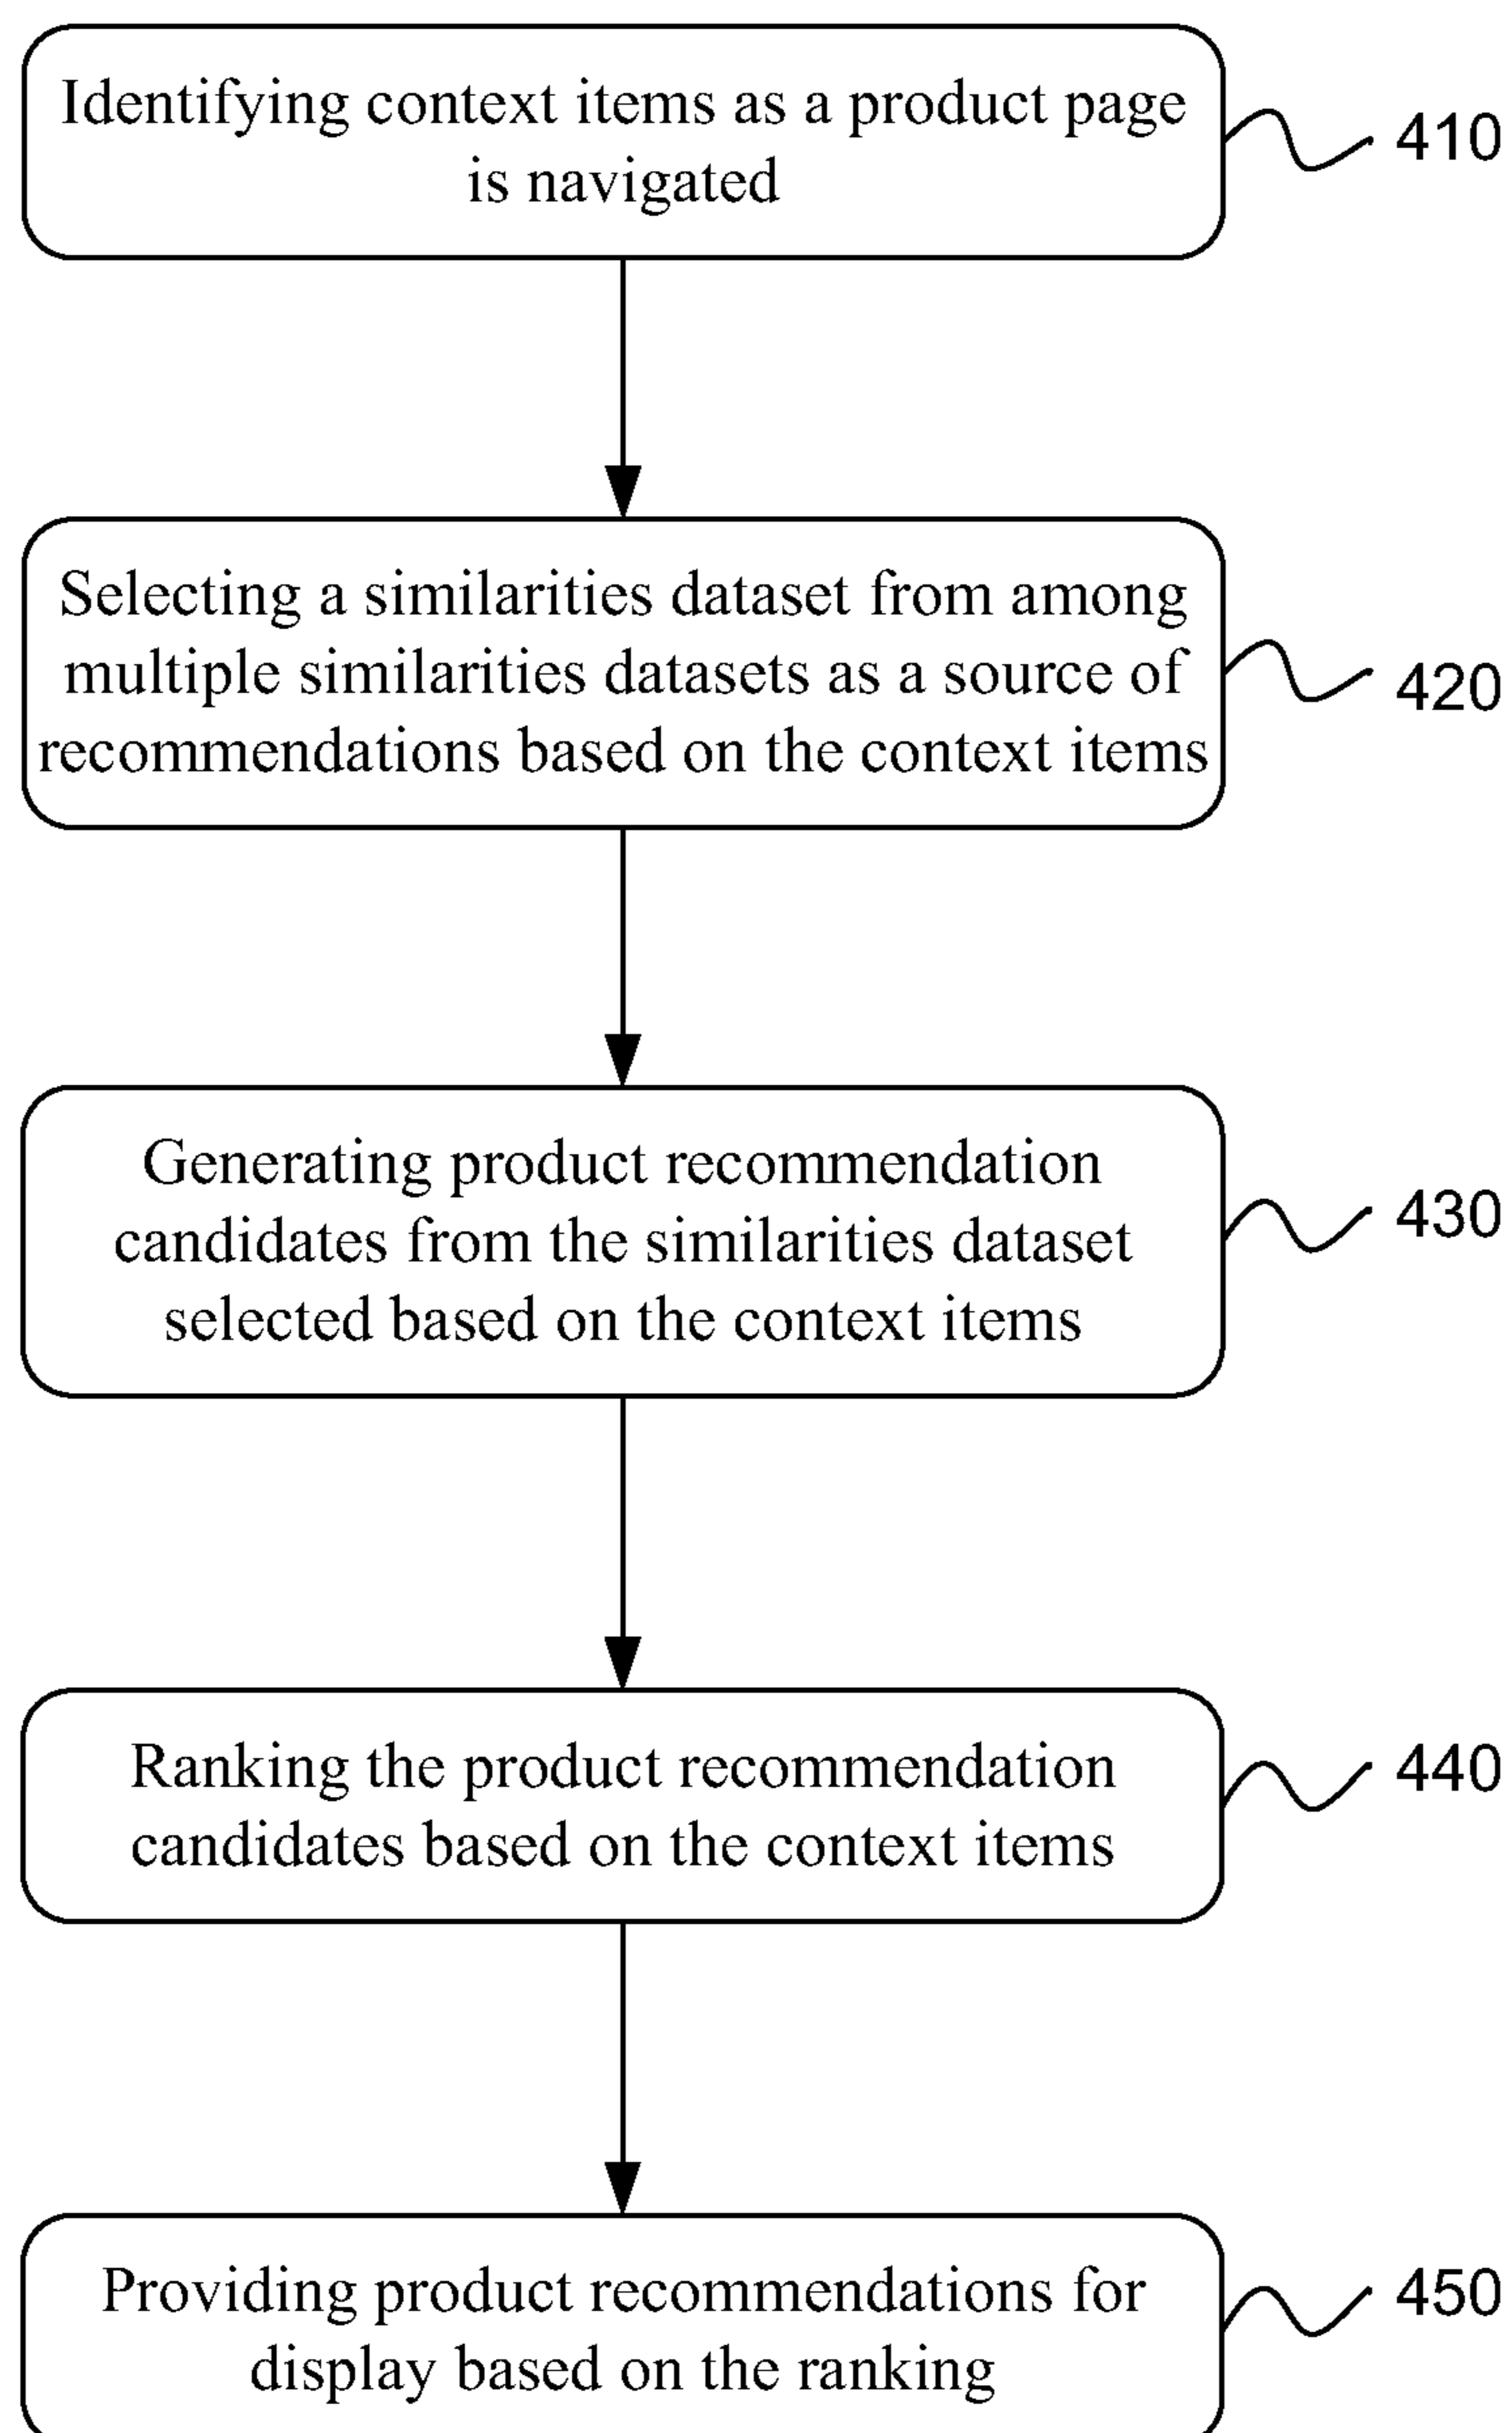 Identifying context items as a product page
is navigated
410
Selecting a similarities dataset from among
multiple similarities datasets as a source of
recommendations based on the context items
420
Generating product recommendation
candidates from the similarities dataset
selected based on the context items
430
Ranking the product recommendation
candidates based on the context items
440
Providing product recommendations for
display based on the ranking
450